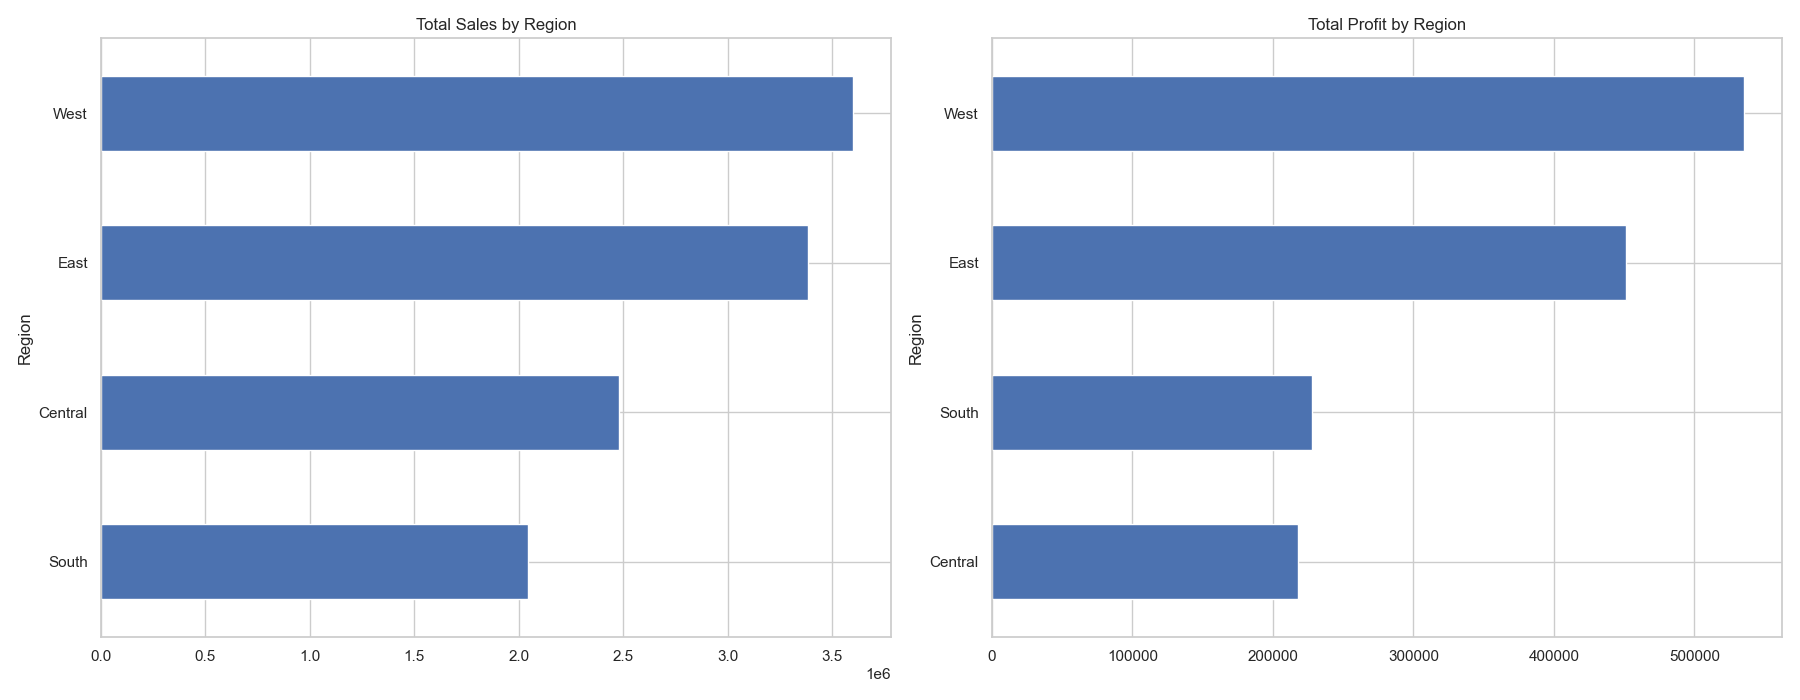 Total Sales by Region
Region
West
East
Central
South
0.0 0.5 1.0 1.5 2.0 2.5 3.0 3.5
1e6
Total Profit by Region
Region
West
East
South
Central
0 100000 200000 300000 400000 500000